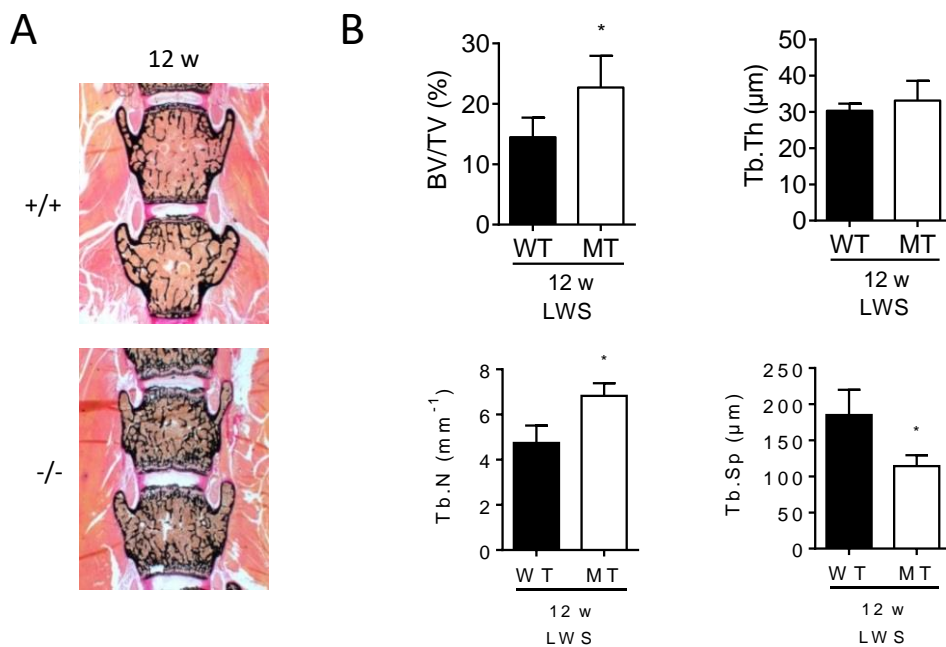 A
12 w
+/+
-/-
B
*
BV/TV (%)
30
20
10
0
WT MT
12 w
LWS
Tb.Th (µm)
50
40
30
20
10
0
WT MT
12 w
LWS
*
Tb.N (mm⁻¹)
8
6
4
2
0
WT MT
12 w
LWS
*
Tb.Sp (µm)
250
200
150
100
50
0
WT MT
12 w
LWS